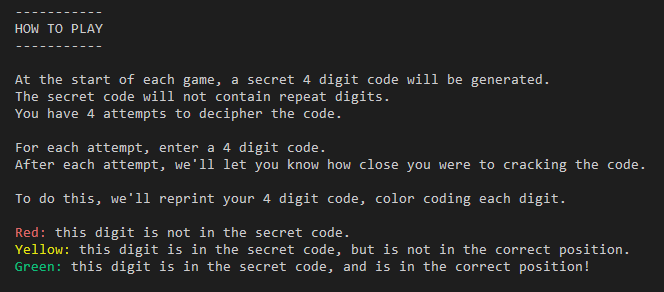 -----------
HOW TO PLAY
-----------
At the start of each game, a secret 4 digit code will be generated.
The secret code will not contain repeat digits.
You have 4 attempts to decipher the code.
For each attempt, enter a 4 digit code.
After each attempt, we'll let you know how close you were to cracking the code.
To do this, we'll reprint your 4 digit code, color coding each digit.
Red: this digit is not in the secret code.
Yellow: this digit is in the secret code, but is not in the correct position.
Green: this digit is in the secret code, and is in the correct position!